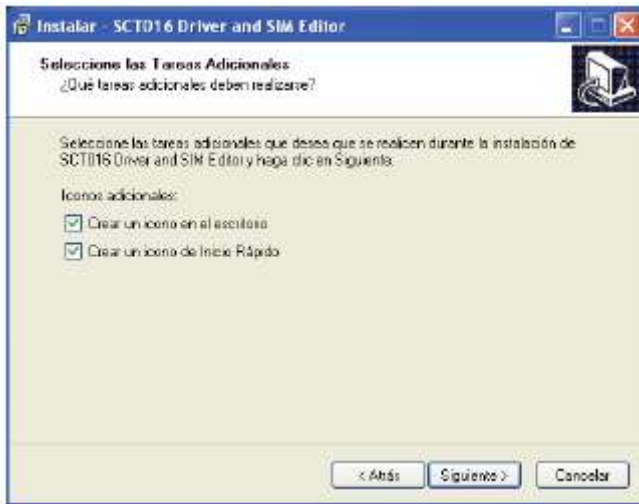 Instalar - SCT016 Driver and SIM Editor
Seleccione las Tareas Adicionales
¿Qué tareas adicionales deben realizarse?
Seleccione las tareas adicionales que desea que se realicen durante la instalación de
SCT016 Driver and SIM Editor y haga clic en Siguiente.
Iconos adicionales:
Crear un icono en el escritorio
Crear un icono de Inicio Rápido
< Atrás
Siguiente >
Cancelar